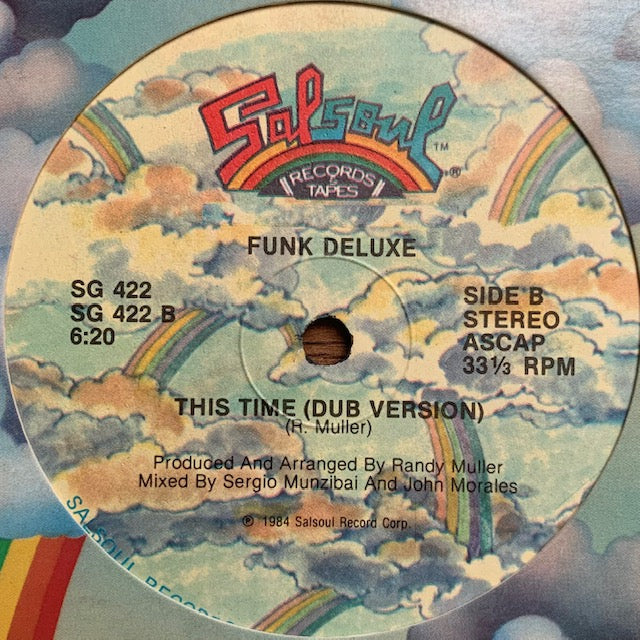 Salsoul
TM
®
RECORDS
&
TAPES
FUNK DELUXE
SG 422
SG 422 B
6:20
SIDE B
STEREO
ASCAP
33⅓ RPM
THIS TIME (DUB VERSION)
(R. Muller)
Produced And Arranged By Randy Muller
Mixed By Sergio Munzibai And John Morales
℗ 1984 Salsoul Record Corp.
SALSOUL RECORDS